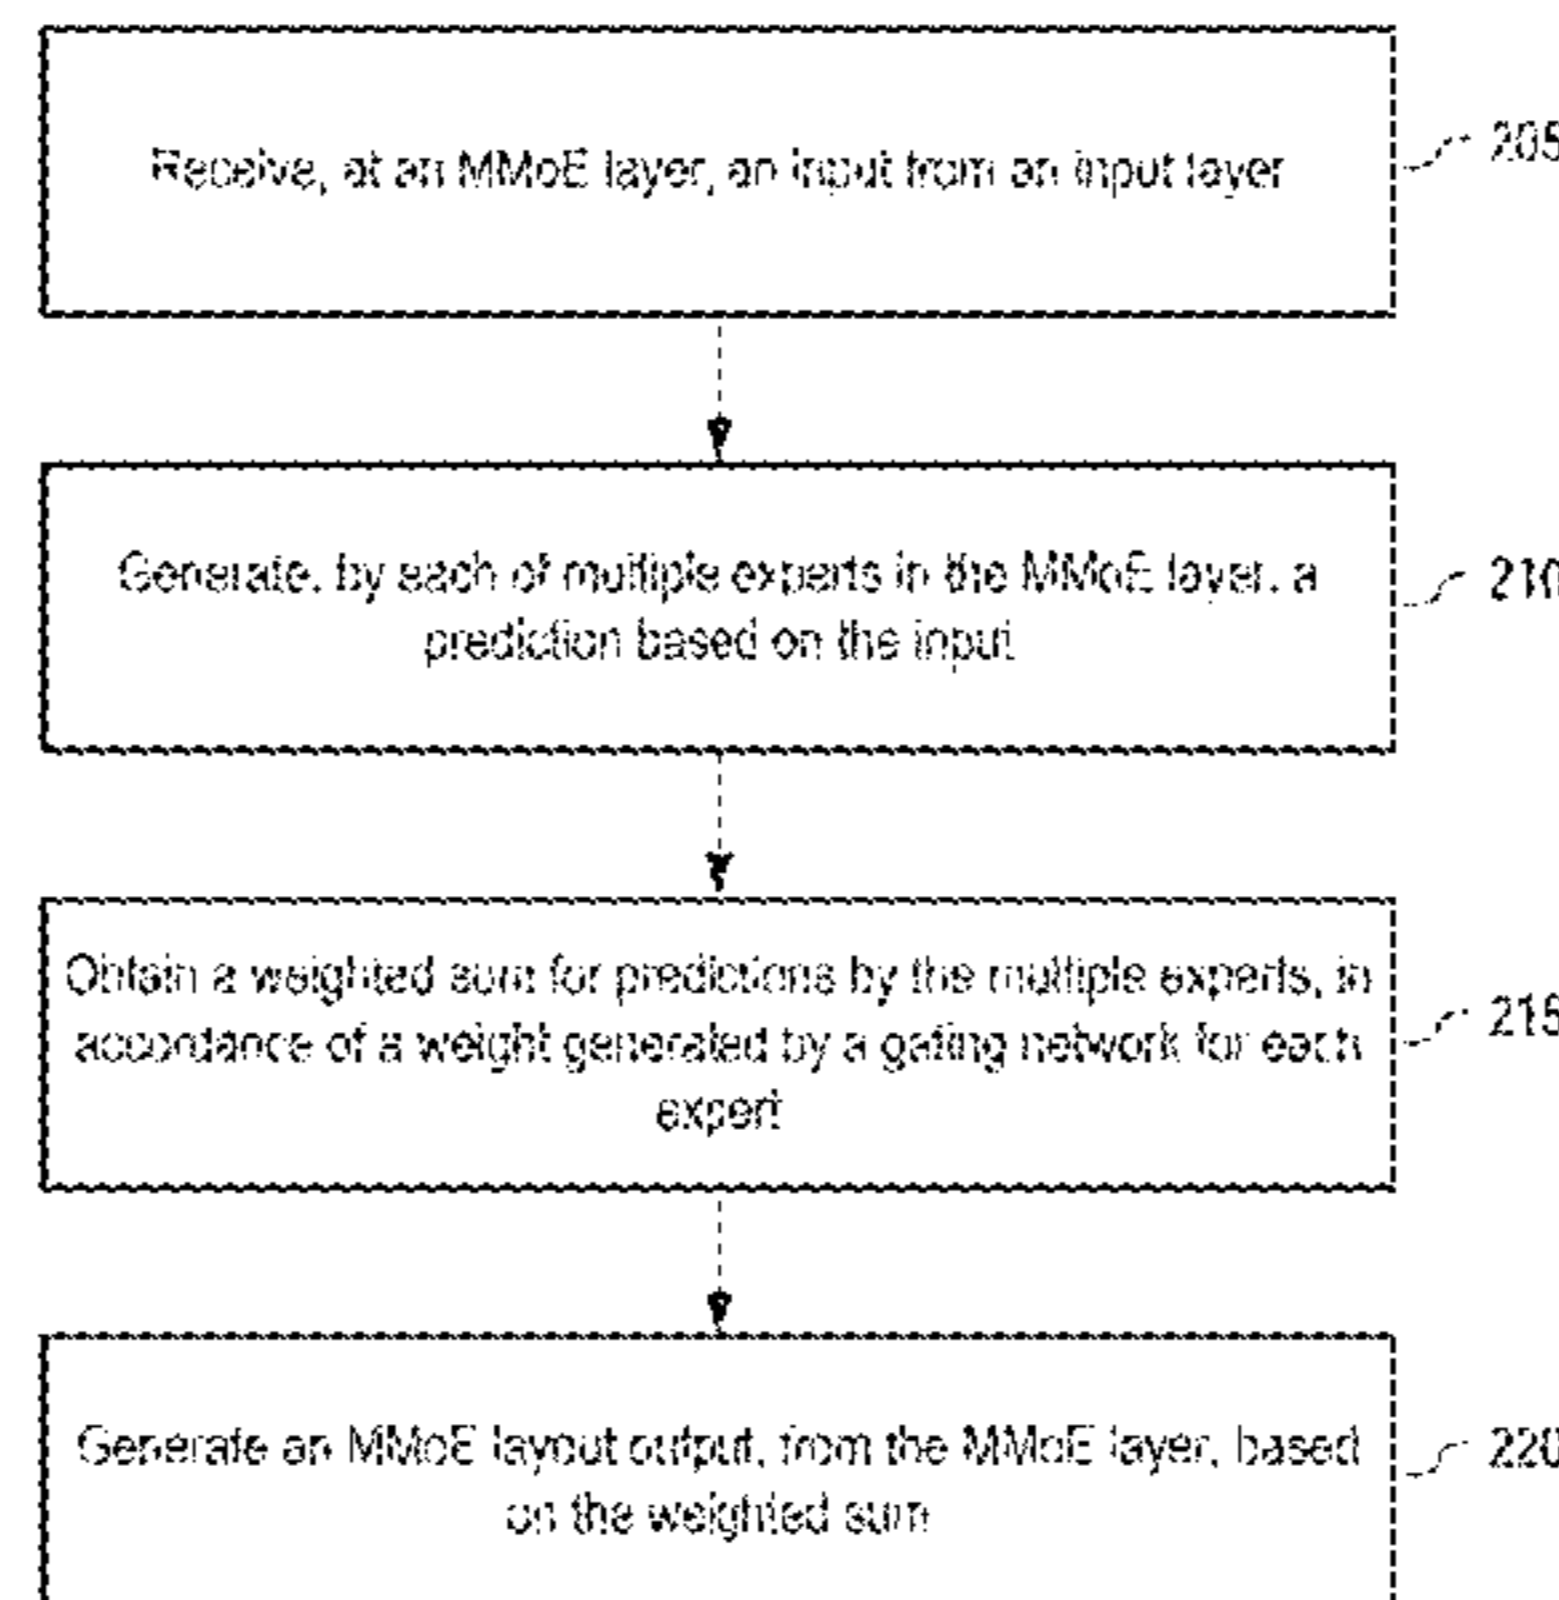 Receive, at an MMoE layer, an input from an input layer
205
Generate, by each of multiple experts in the MMoE layer, a
prediction based on the input
210
Obtain a weighted sum for predictions by the multiple experts, in
accordance of a weight generated by a gating network for each
expert
215
Generate an MMoE layout output, from the MMoE layer, based
on the weighted sum
220